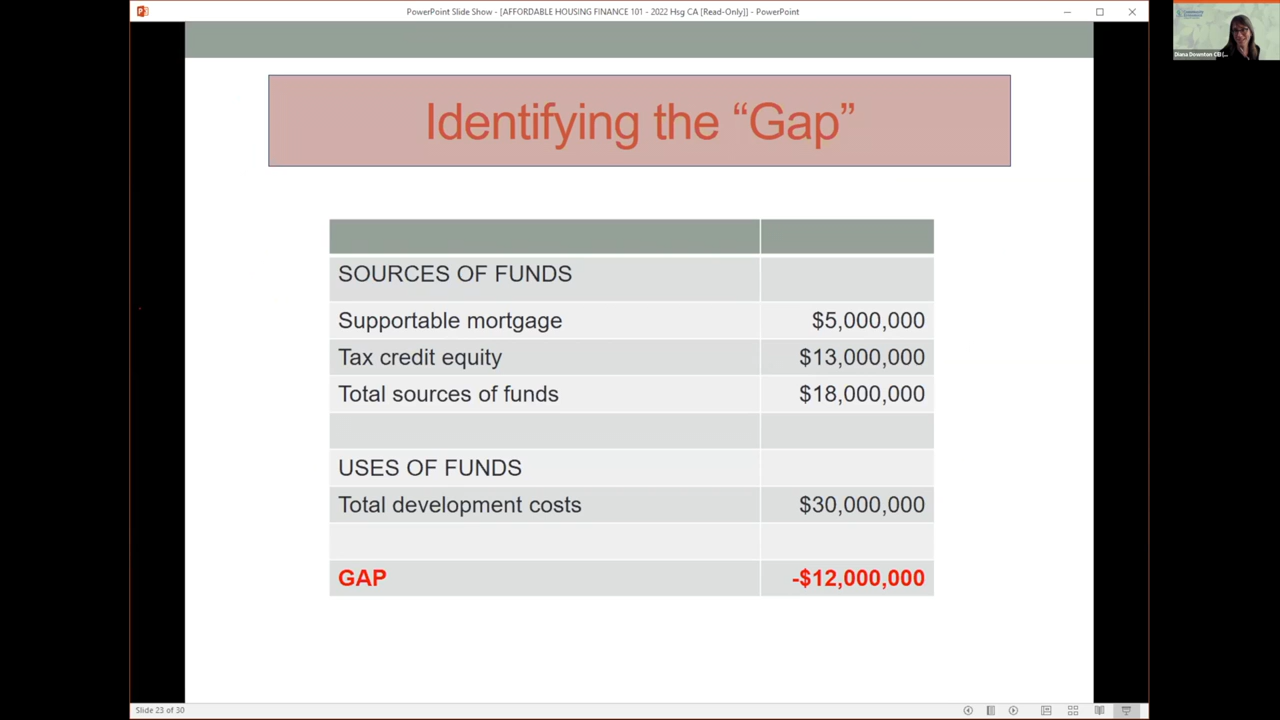 PowerPoint Slide Show - [AFFORDABLE HOUSING FINANCE 101 - 2022 Hsg CA [Read-Only]] - PowerPoint
Identifying the “Gap”
SOURCES OF FUNDS
Supportable mortgage $5,000,000
Tax credit equity $13,000,000
Total sources of funds $18,000,000
USES OF FUNDS
Total development costs $30,000,000
GAP -$12,000,000
Slide 23 of 30
Diana Downton